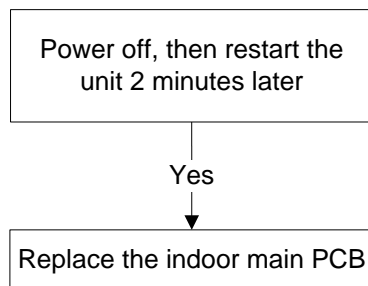 Power off, then restart the
unit 2 minutes later
Yes
Replace the indoor main PCB